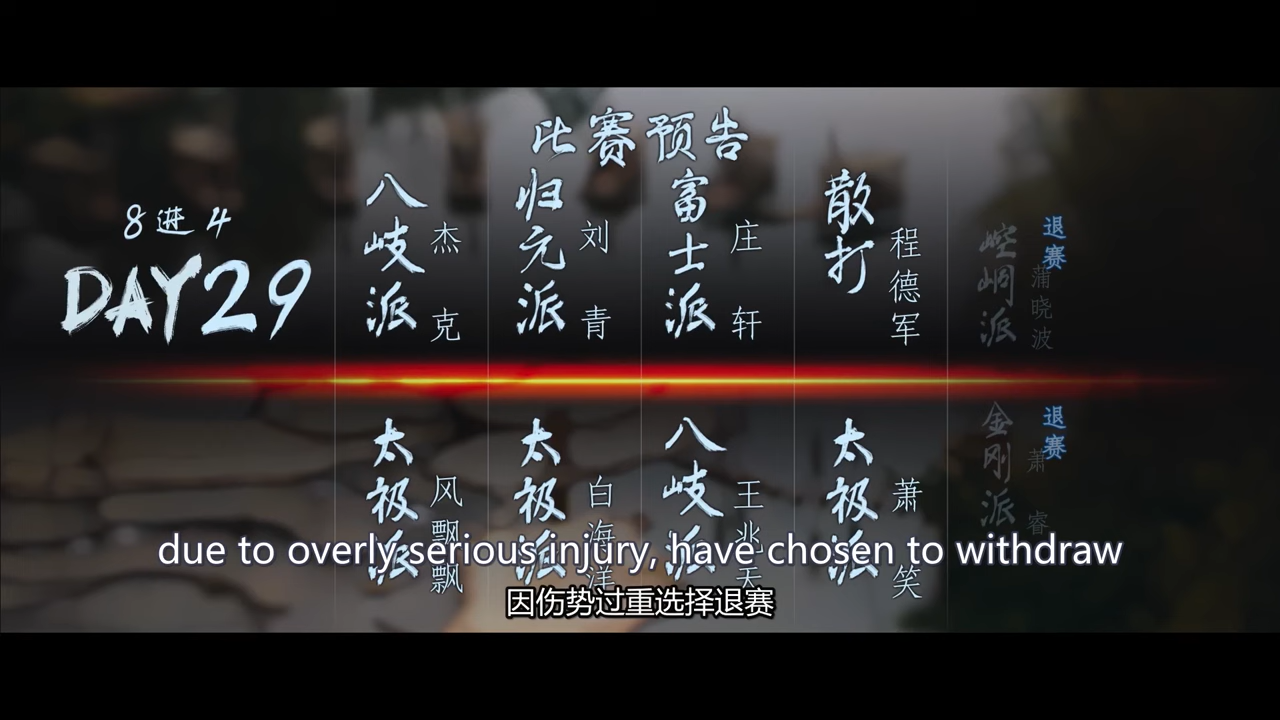 比赛预告
8进4
DAY29
八岐派
杰克
归元派
刘青
富士派
庄轩
散打
程德军
崆峒派
蒲晓波
退赛
太极派
风飘飘
太极派
白海洋
八岐派
王兆天
太极派
萧笑
金刚派
萧睿
退赛
due to overly serious injury, have chosen to withdraw
因伤势过重选择退赛